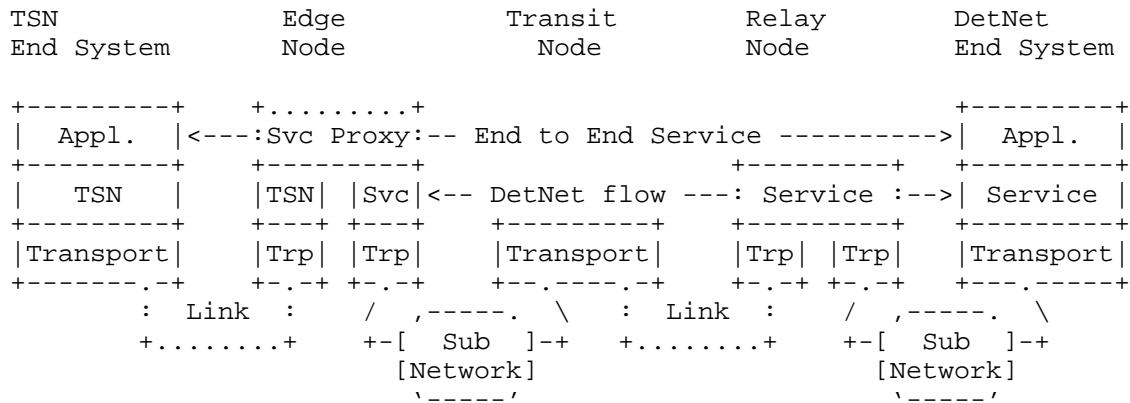 TSN Edge Transit Relay DetNet
End System Node Node Node End System
Appl. Svc Proxy End to End Service Appl.
TSN TSN Svc DetNet flow Service Service
Transport Trp Trp Transport Trp Trp Transport
Link Link
Sub Sub
Network Network